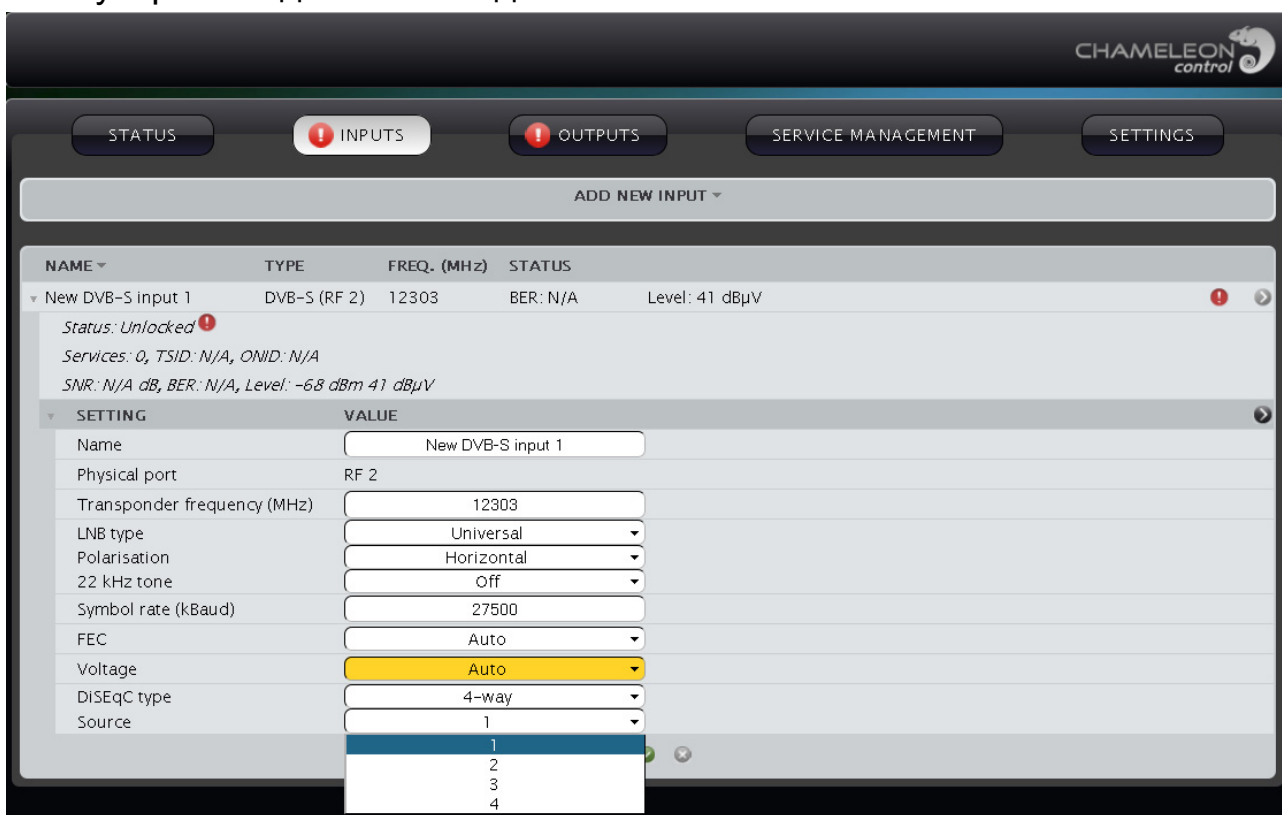 CHAMELEON
control
STATUS
INPUTS
OUTPUTS
SERVICE MANAGEMENT
SETTINGS
ADD NEW INPUT
NAME TYPE FREQ. (MHz) STATUS
New DVB-S input 1 DVB-S (RF 2) 12303 BER: N/A Level: 41 dBµV
Status: Unlocked
Services: 0, TSID: N/A, ONID: N/A
SNR: N/A dB, BER: N/A, Level: -68 dBm 41 dBµV
SETTING VALUE
Name New DVB-S input 1
Physical port RF 2
Transponder frequency (MHz) 12303
LNB type Universal
Polarisation Horizontal
22 kHz tone Off
Symbol rate (kBaud) 27500
FEC Auto
Voltage Auto
DiSEqC type 4-way
Source 1
1
2
3
4